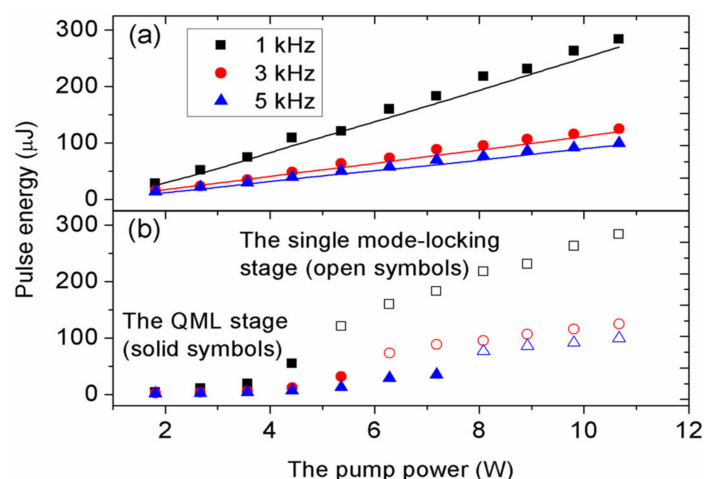 (a)
1 kHz
3 kHz
5 kHz
300
200
100
0
Pulse energy (μJ)
(b)
The single mode-locking
stage (open symbols)
The QML stage
(solid symbols)
300
200
100
0
2 4 6 8 10 12
The pump power (W)